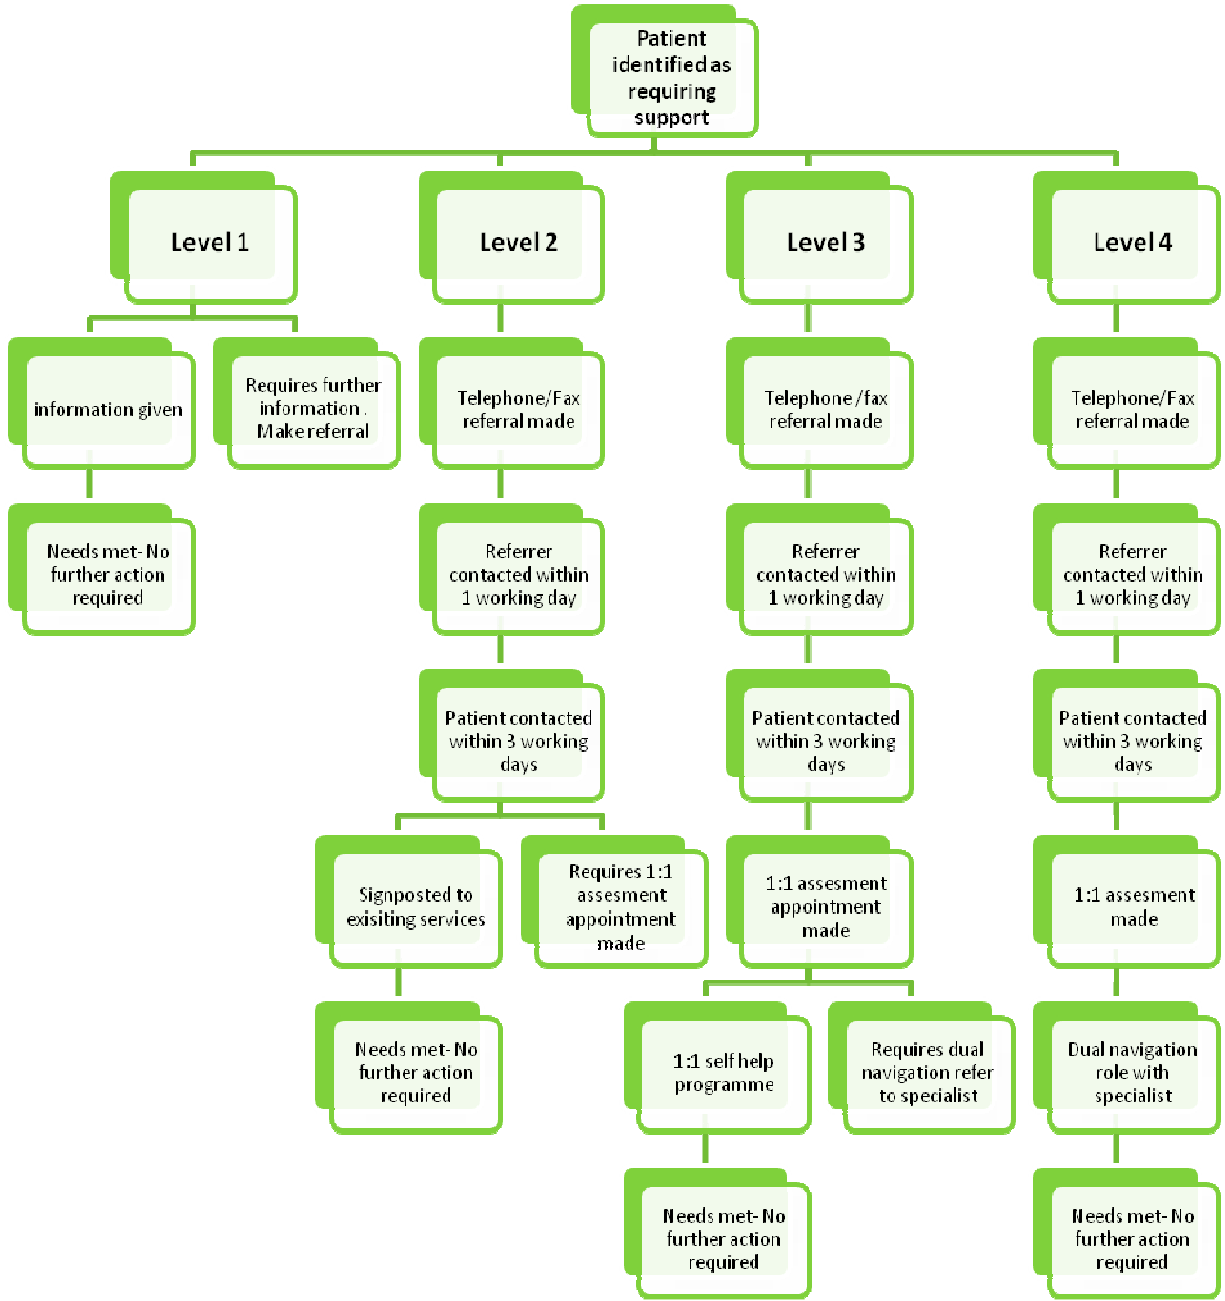 Patient
identified as
requiring
support
Level 1
Level 2
Level 3
Level 4
information given
Requires further
information .
Make referral
Telephone/Fax
referral made
Telephone /fax
referral made
Telephone/Fax
referral made
Needs met- No
further action
required
Referrer
contacted within
1 working day
Referrer
contacted within
1 working day
Referrer
contacted within
1 working day
Patient contacted
within 3 working
days
Patient contacted
within 3 working
days
Patient contacted
within 3 working
days
Signposted to
exisiting services
Requires 1:1
assesment
appointment
made
1:1 assesment
appointment
made
1:1 assesment
made
Needs met- No
further action
required
1:1 self help
programme
Requires dual
navigation refer
to specialist
Dual navigation
role with
specialist
Needs met- No
further action
required
Needs met- No
further action
required